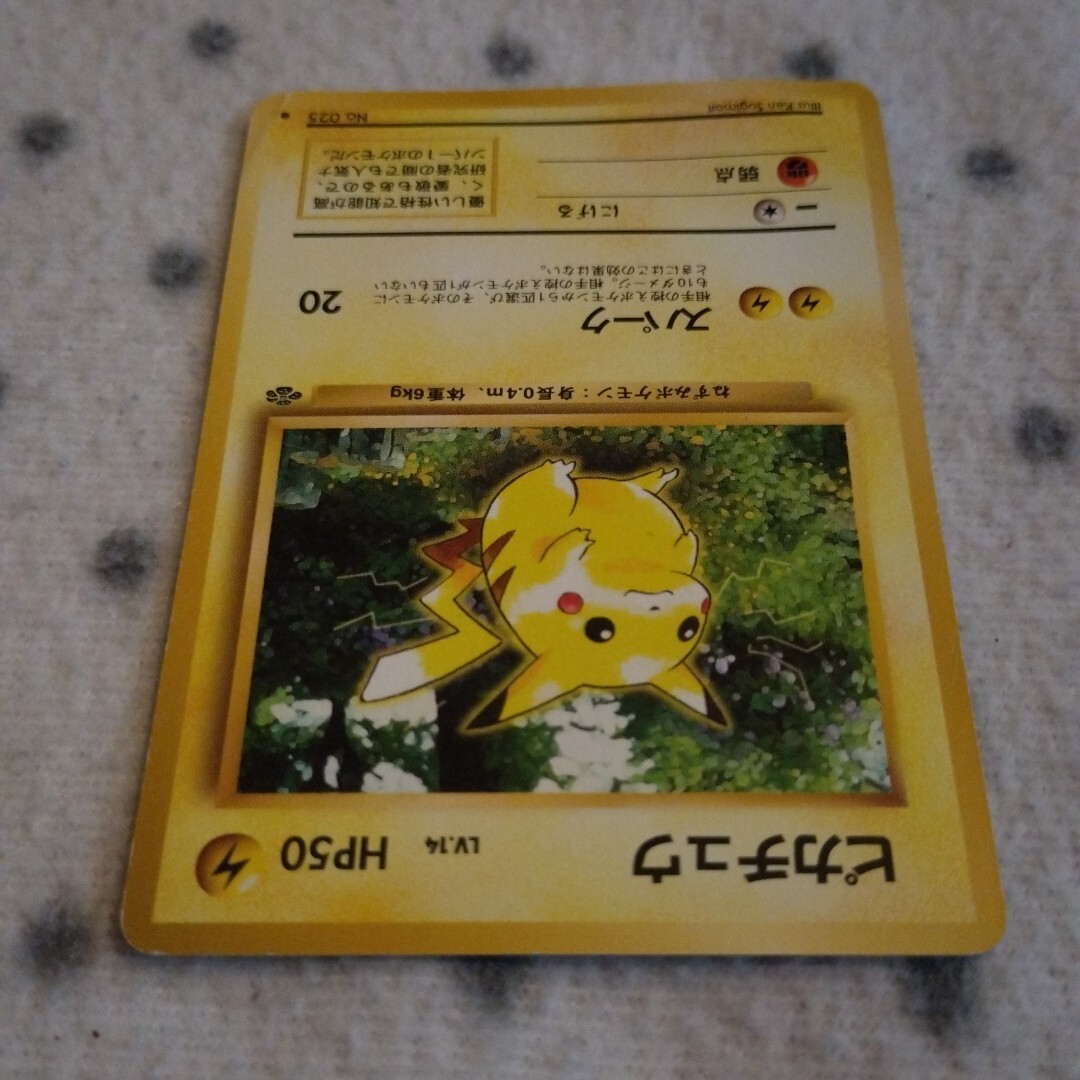 ピカチュウ LV.14 HP50
ねずみポケモン：身長0.4m、体重6kg
スパーク 20
相手の控えポケモンから1匹選び、そのポケモンに
も10ダメージ。相手の控えポケモンが1匹もいない
ときにはこの効果はない。
にげる
弱点
優しい性格で知能が高
く、愛敬もあるので、
研究者の間でも人気ナ
ンバー1のポケモンだ。
Illus. Ken Sugimori No. 025